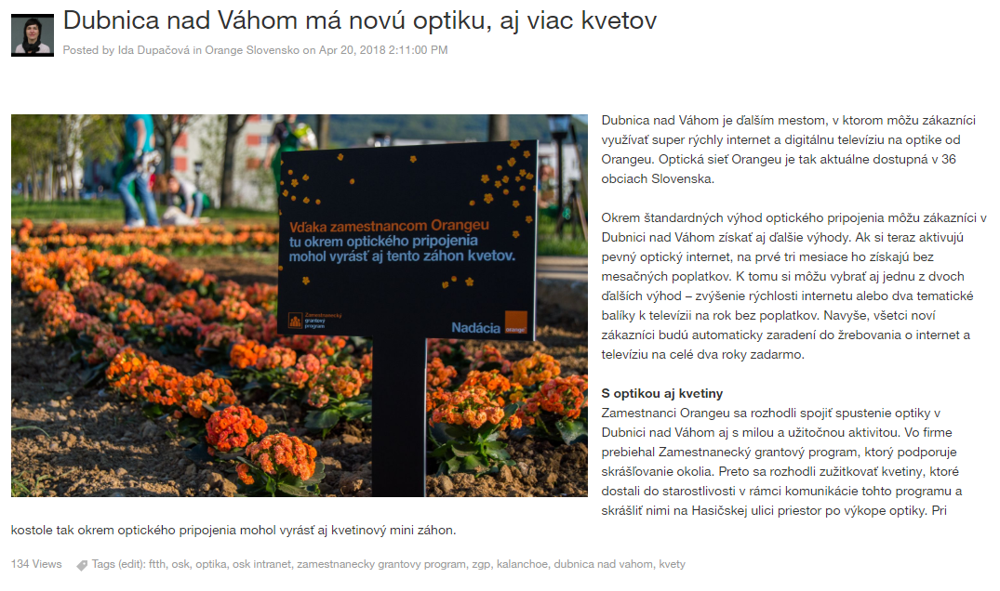 Dubnica nad Váhom má novú optiku, aj viac kvetov
Posted by Ida Dupačová in Orange Slovensko on Apr 20, 2018 2:11:00 PM
Vďaka zamestnancom Orangeu
tu okrem optického pripojenia
mohol vyrásť aj tento záhon kvetov.
Zamestnanecký
grantový
program
Nadácia
orange
Dubnica nad Váhom je ďalším mestom, v ktorom môžu zákazníci
využívať super rýchly internet a digitálnu televíziu na optike od
Orangeu. Optická sieť Orangeu je tak aktuálne dostupná v 36
obciach Slovenska.
Okrem štandardných výhod optického pripojenia môžu zákazníci v
Dubnici nad Váhom získať aj ďalšie výhody. Ak si teraz aktivujú
pevný optický internet, na prvé tri mesiace ho získajú bez
mesačných poplatkov. K tomu si môžu vybrať aj jednu z dvoch
ďalších výhod – zvýšenie rýchlosti internetu alebo dva tematické
balíky k televízii na rok bez poplatkov. Navyše, všetci noví
zákazníci budú automaticky zaradení do žrebovania o internet a
televíziu na celé dva roky zadarmo.
S optikou aj kvetiny
Zamestnanci Orangeu sa rozhodli spojiť spustenie optiky v
Dubnici nad Váhom aj s milou a užitočnou aktivitou. Vo firme
prebiehal Zamestnanecký grantový program, ktorý podporuje
skrášľovanie okolia. Preto sa rozhodli zužitkovať kvetiny, ktoré
dostali do starostlivosti v rámci komunikácie tohto programu a
skrášliť nimi na Hasičskej ulici priestor po výkope optiky. Pri
kostole tak okrem optického pripojenia mohol vyrásť aj kvetinový mini záhon.
134 Views Tags (edit): ftth, osk, optika, osk intranet, zamestnanecky grantovy program, zgp, kalanchoe, dubnica nad vahom, kvety